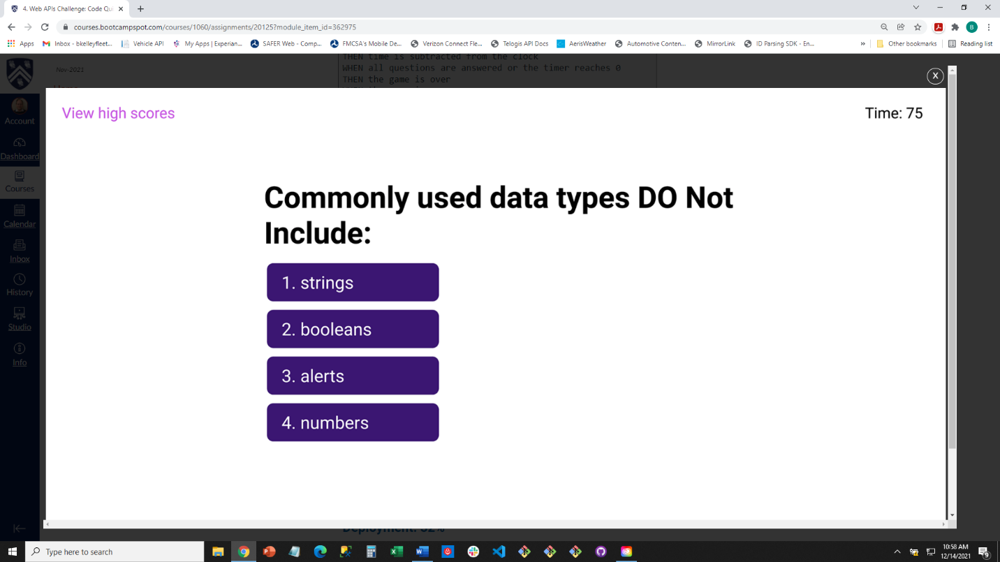 4. Web APIs Challenge: Code Qui
courses.bootcampspot.com/courses/1060/assignments/20125?module_item_id=362975
B
Apps
Inbox - bkelleyfleet...
Vehicle API
My Apps | Experian...
SAFER Web - Comp...
FMCSA's Mobile De...
Verizon Connect Fle...
Telogis API Docs
AerisWeather
Automotive Conten...
MirrorLink
ID Parsing SDK - En...
»
Other bookmarks
Reading list
THEN time is subtracted from the clock
WHEN all questions are answered or the timer reaches 0
THEN the game is over
Nov-2021
Home
X
Account
Dashboard
Courses
Calendar
Inbox
History
Studio
Info
View high scores
Time: 75
Commonly used data types DO Not
Include:
1. strings
2. booleans
3. alerts
4. numbers
Deployment: 32%
Type here to search
10:58 AM
12/14/2021
9